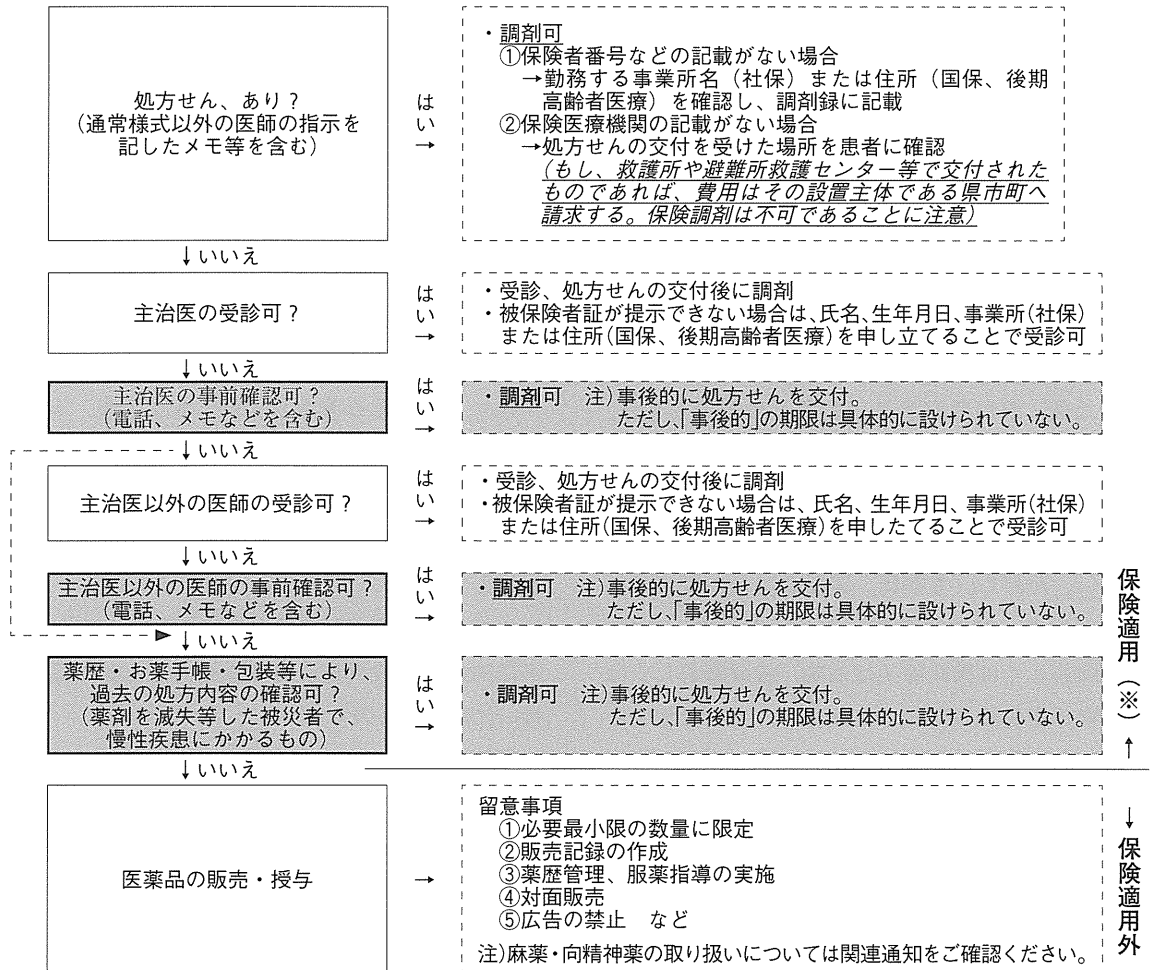 処方せん、あり？
（通常様式以外の医師の指示を
記したメモ等を含む）
はい
→
・調剤可
①保険者番号などの記載がない場合
→勤務する事業所名（社保）または住所（国保、後期
高齢者医療）を確認し、調剤録に記載
②保険医療機関の記載がない場合
→処方せんの交付を受けた場所を患者に確認
（もし、救護所や避難所救護センター等で交付された
ものであれば、費用はその設置主体である県市町へ
請求する。保険調剤は不可であることに注意）
↓いいえ
主治医の受診可？
はい
→
・受診、処方せんの交付後に調剤
・被保険者証が提示できない場合は、氏名、生年月日、事業所（社保）
または住所（国保、後期高齢者医療）を申し立てることで受診可
↓いいえ
主治医の事前確認可？
（電話、メモなどを含む）
はい
→
・調剤可　注）事後的に処方せんを交付。
ただし、「事後的」の期限は具体的に設けられていない。
↓いいえ
主治医以外の医師の受診可？
はい
→
・受診、処方せんの交付後に調剤
・被保険者証が提示できない場合は、氏名、生年月日、事業所（社保）
または住所（国保、後期高齢者医療）を申したてることで受診可
↓いいえ
主治医以外の医師の事前確認可？
（電話、メモなどを含む）
はい
→
・調剤可　注）事後的に処方せんを交付。
ただし、「事後的」の期限は具体的に設けられていない。
↓いいえ
薬歴・お薬手帳・包装等により、
過去の処方内容の確認可？
（薬剤を滅失等した被災者で、
慢性疾患にかかるもの）
はい
→
・調剤可　注）事後的に処方せんを交付。
ただし、「事後的」の期限は具体的に設けられていない。
保険適用（※）↑
↓いいえ
医薬品の販売・授与
→
留意事項
①必要最小限の数量に限定
②販売記録の作成
③薬歴管理、服薬指導の実施
④対面販売
⑤広告の禁止　など
注）麻薬・向精神薬の取り扱いについては関連通知をご確認ください。
↓保険適用外